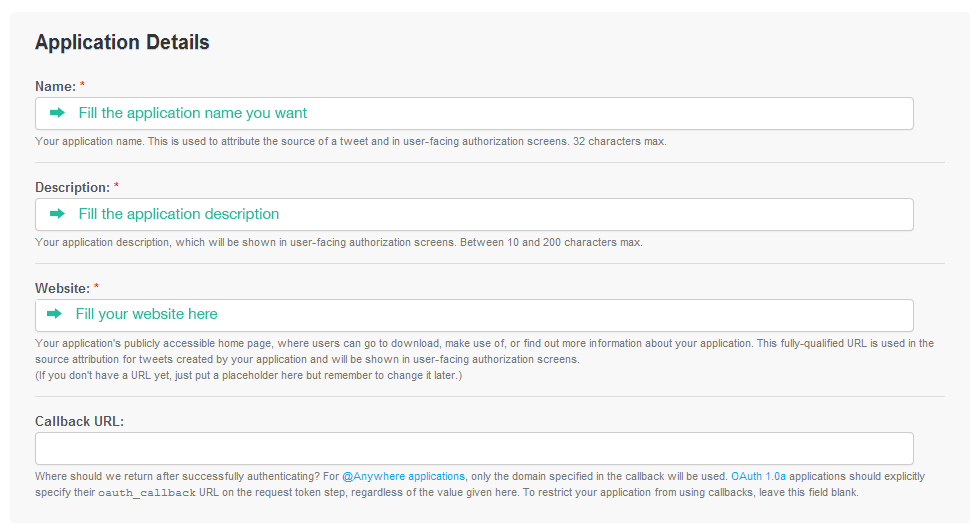 Application Details
Name: *
Fill the application name you want
Your application name. This is used to attribute the source of a tweet and in user-facing authorization screens. 32 characters max.
Description: *
Fill the application description
Your application description, which will be shown in user-facing authorization screens. Between 10 and 200 characters max.
Website: *
Fill your website here
Your application's publicly accessible home page, where users can go to download, make use of, or find out more information about your application. This fully-qualified URL is used in the
source attribution for tweets created by your application and will be shown in user-facing authorization screens.
(If you don't have a URL yet, just put a placeholder here but remember to change it later.)
Callback URL:
Where should we return after successfully authenticating? For @Anywhere applications, only the domain specified in the callback will be used. OAuth 1.0a applications should explicitly
specify their oauth_callback URL on the request token step, regardless of the value given here. To restrict your application from using callbacks, leave this field blank.